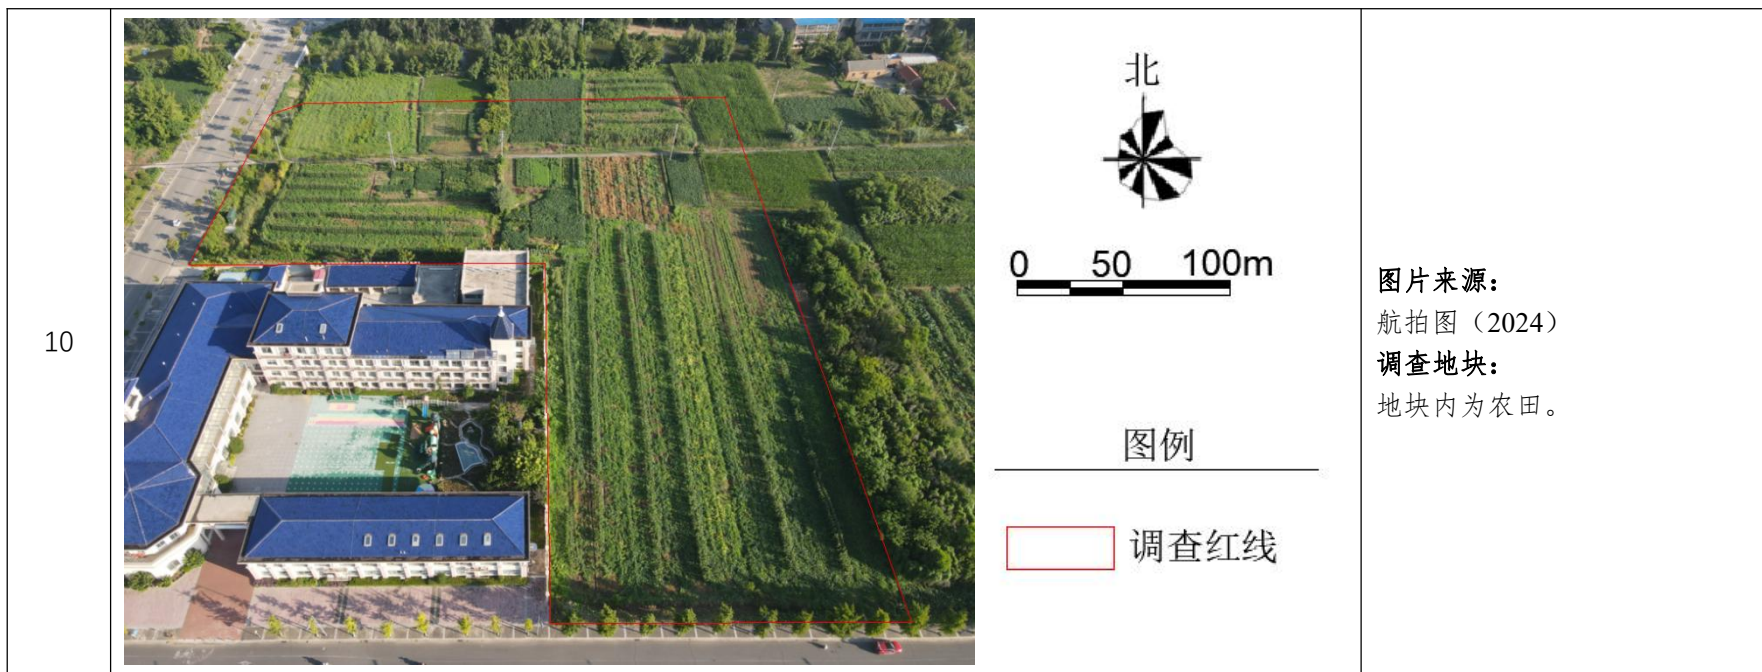 10
北
0 50 100m
图例
调查红线
图片来源：
航拍图（2024）
调查地块：
地块内为农田。